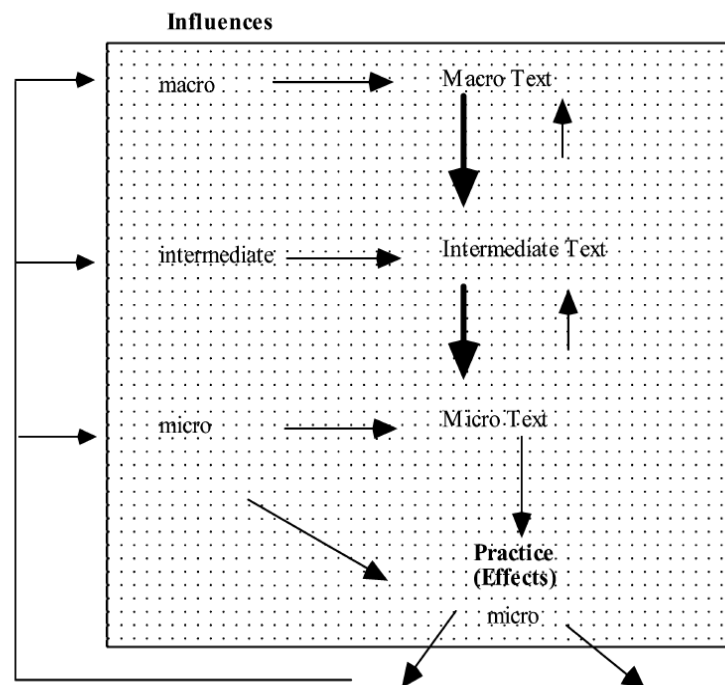 Influences
macro
Macro Text
intermediate
Intermediate Text
micro
Micro Text
Practice
(Effects)
micro